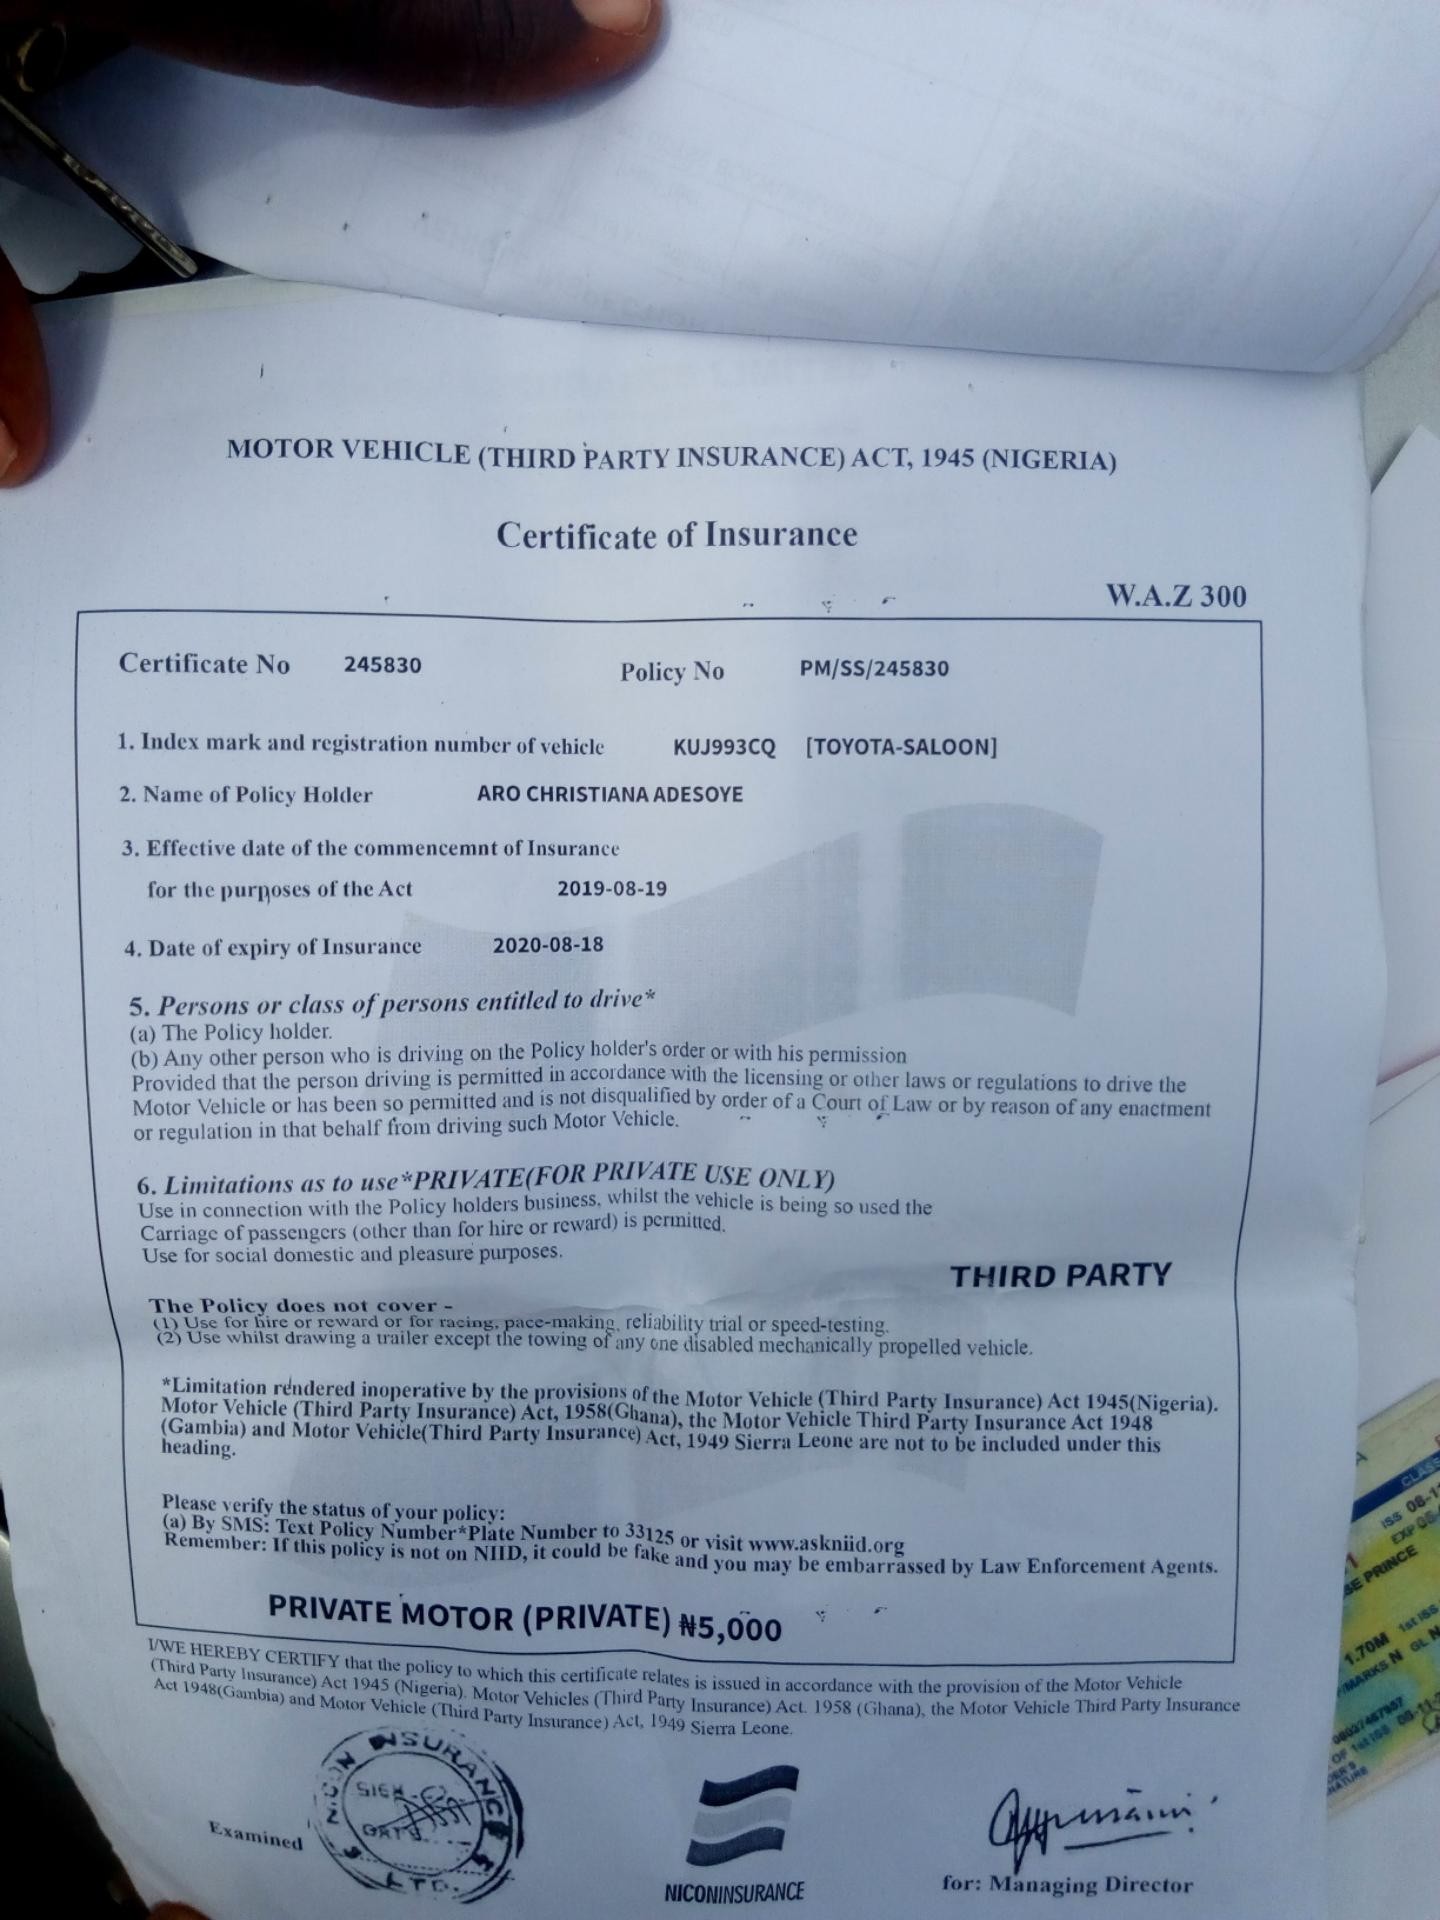 MOTOR VEHICLE (THIRD PARTY INSURANCE) ACT, 1945 (NIGERIA)
Certificate of Insurance
W.A.Z 300
Certificate No 245830 Policy No PM/SS/245830
1. Index mark and registration number of vehicle KUJ993CQ [TOYOTA-SALOON]
2. Name of Policy Holder ARO CHRISTIANA ADESOYE
3. Effective date of the commencemnt of Insurance
for the purposes of the Act 2019-08-19
4. Date of expiry of Insurance 2020-08-18
5. Persons or class of persons entitled to drive*
(a) The Policy holder.
(b) Any other person who is driving on the Policy holder's order or with his permission
Provided that the person driving is permitted in accordance with the licensing or other laws or regulations to drive the
Motor Vehicle or has been so permitted and is not disqualified by order of a Court of Law or by reason of any enactment
or regulation in that behalf from driving such Motor Vehicle.
6. Limitations as to use*PRIVATE(FOR PRIVATE USE ONLY)
Use in connection with the Policy holders business, whilst the vehicle is being so used the
Carriage of passengers (other than for hire or reward) is permitted.
Use for social domestic and pleasure purposes.
THIRD PARTY
The Policy does not cover -
(1) Use for hire or reward or for racing, pace-making, reliability trial or speed-testing.
(2) Use whilst drawing a trailer except the towing of any one disabled mechanically propelled vehicle.
*Limitation rendered inoperative by the provisions of the Motor Vehicle (Third Party Insurance) Act 1945(Nigeria).
Motor Vehicle (Third Party Insurance) Act, 1958(Ghana), the Motor Vehicle Third Party Insurance Act 1948
(Gambia) and Motor Vehicle(Third Party Insurance) Act, 1949 Sierra Leone are not to be included under this
heading.
Please verify the status of your policy:
(a) By SMS: Text Policy Number*Plate Number to 33125 or visit www.askniid.org
Remember: If this policy is not on NIID, it could be fake and you may be embarrassed by Law Enforcement Agents.
PRIVATE MOTOR (PRIVATE) ₦5,000
I/WE HEREBY CERTIFY that the policy to which this certificate relates is issued in accordance with the provision of the Motor Vehicle
(Third Party Insurance) Act 1945 (Nigeria). Motor Vehicles (Third Party Insurance) Act. 1958 (Ghana), the Motor Vehicle Third Party Insurance
Act 1948(Gambia) and Motor Vehicle (Third Party Insurance) Act, 1949 Sierra Leone.
NICON INSURANCE
LTD.
SIGN
DATE
Examined
NICONINSURANCE
for: Managing Director
CLASS
ISS 08-11
EXP 08-
PRINCE
1.70M 1st ISS
GL N